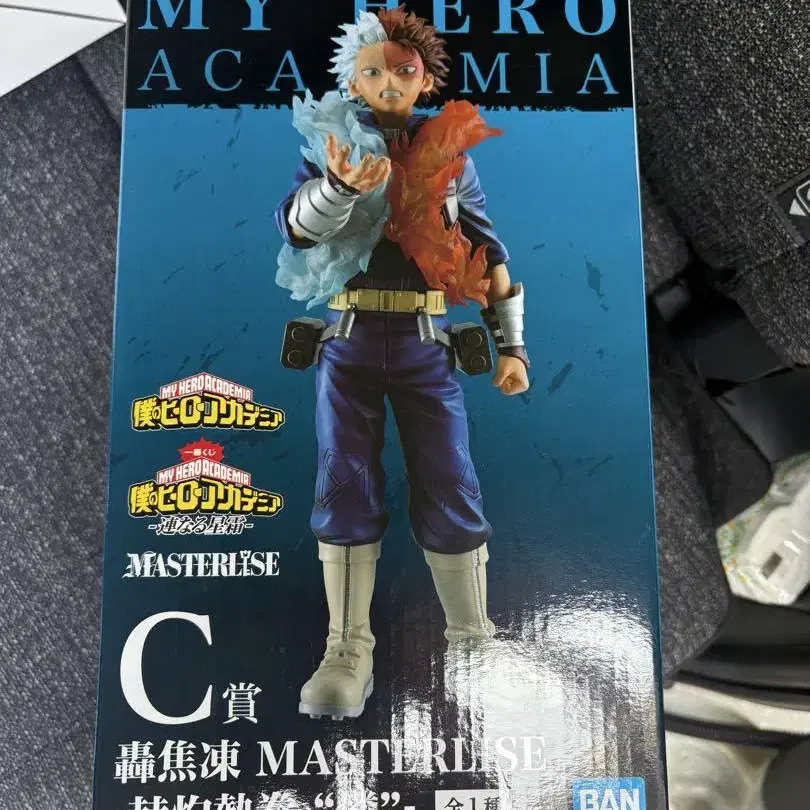 MY HERO
ACADEMIA
MY HERO ACADEMIA
僕のヒーローアカデミア
一番くじ
MY HERO ACADEMIA
僕のヒーローアカデミア
-連なる星霜-
MASTERLISE
C賞
轟焦凍 MASTERLISE
全1種
BAN